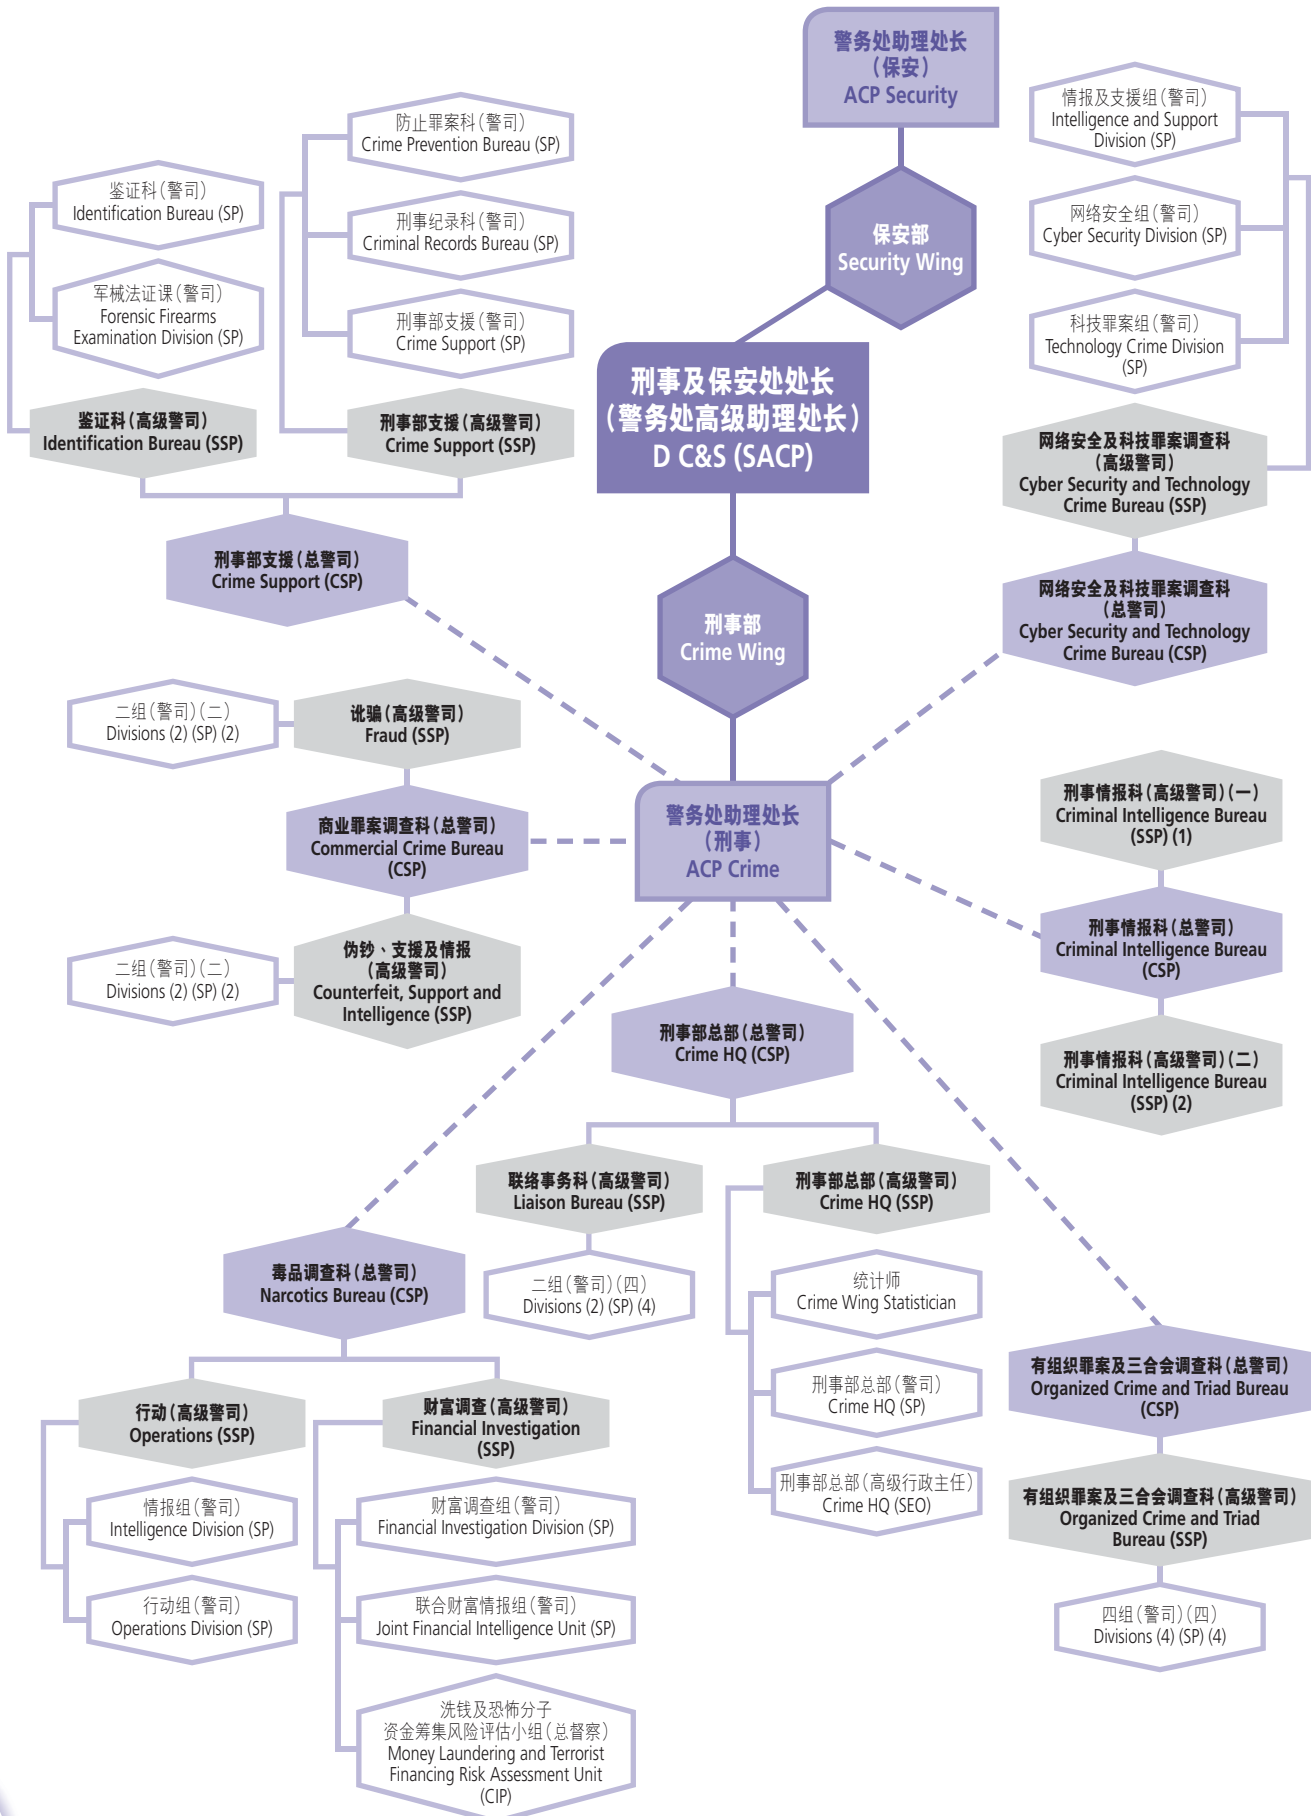 警务处助理处长
（保安）
ACP Security
保安部
Security Wing
刑事及保安处处长
（警务处高级助理处长）
D C&S (SACP)
刑事部
Crime Wing
警务处助理处长
（刑事）
ACP Crime
防止罪案科（警司）
Crime Prevention Bureau (SP)
刑事纪录科（警司）
Criminal Records Bureau (SP)
刑事部支援（警司）
Crime Support (SP)
鉴证科（警司）
Identification Bureau (SP)
军械法证课（警司）
Forensic Firearms
Examination Division (SP)
鉴证科（高级警司）
Identification Bureau (SSP)
刑事部支援（高级警司）
Crime Support (SSP)
刑事部支援（总警司）
Crime Support (CSP)
情报及支援组（警司）
Intelligence and Support
Division (SP)
网络安全组（警司）
Cyber Security Division (SP)
科技罪案组（警司）
Technology Crime Division
(SP)
网络安全及科技罪案调查科
（高级警司）
Cyber Security and Technology
Crime Bureau (SSP)
网络安全及科技罪案调查科
（总警司）
Cyber Security and Technology
Crime Bureau (CSP)
二组（警司）（二）
Divisions (2) (SP) (2)
讹骗（高级警司）
Fraud (SSP)
商业罪案调查科（总警司）
Commercial Crime Bureau
(CSP)
二组（警司）（二）
Divisions (2) (SP) (2)
伪钞、支援及情报
（高级警司）
Counterfeit, Support and
Intelligence (SSP)
刑事情报科（高级警司）（一）
Criminal Intelligence Bureau
(SSP) (1)
刑事情报科（总警司）
Criminal Intelligence Bureau
(CSP)
刑事情报科（高级警司）（二）
Criminal Intelligence Bureau
(SSP) (2)
刑事部总部（总警司）
Crime HQ (CSP)
联络事务科（高级警司）
Liaison Bureau (SSP)
二组（警司）（四）
Divisions (2) (SP) (4)
刑事部总部（高级警司）
Crime HQ (SSP)
统计师
Crime Wing Statistician
刑事部总部（警司）
Crime HQ (SP)
刑事部总部（高级行政主任）
Crime HQ (SEO)
毒品调查科（总警司）
Narcotics Bureau (CSP)
行动（高级警司）
Operations (SSP)
情报组（警司）
Intelligence Division (SP)
行动组（警司）
Operations Division (SP)
财富调查（高级警司）
Financial Investigation
(SSP)
财富调查组（警司）
Financial Investigation Division (SP)
联合财富情报组（警司）
Joint Financial Intelligence Unit (SP)
洗钱及恐怖分子
资金筹集风险评估小组（总督察）
Money Laundering and Terrorist
Financing Risk Assessment Unit
(CIP)
有组织罪案及三合会调查科（总警司）
Organized Crime and Triad Bureau
(CSP)
有组织罪案及三合会调查科（高级警司）
Organized Crime and Triad
Bureau (SSP)
四组（警司）（四）
Divisions (4) (SP) (4)